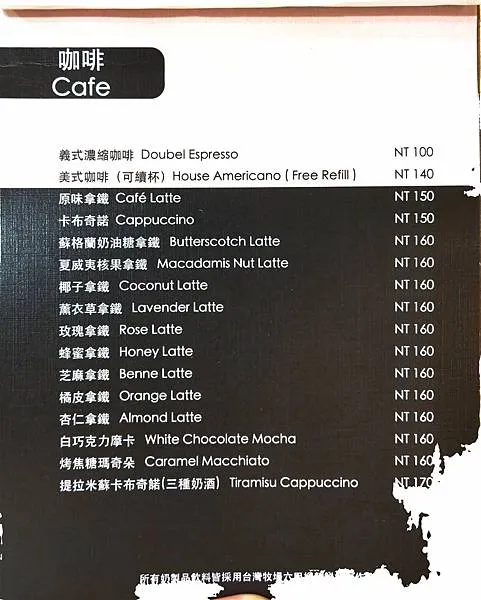 咖啡
Cafe
義式濃縮咖啡 Doubel Espresso NT 100
美式咖啡（可續杯）House Americano ( Free Refill ) NT 140
原味拿鐵 Café Latte NT 150
卡布奇諾 Cappuccino NT 150
蘇格蘭奶油糖拿鐵 Butterscotch Latte NT 160
夏威夷核果拿鐵 Macadamis Nut Latte NT 160
椰子拿鐵 Coconut Latte NT 160
薰衣草拿鐵 Lavender Latte NT 160
玫瑰拿鐵 Rose Latte NT 160
蜂蜜拿鐵 Honey Latte NT 160
芝麻拿鐵 Benne Latte NT 160
橘皮拿鐵 Orange Latte NT 160
杏仁拿鐵 Almond Latte NT 160
白巧克力摩卡 White Chocolate Mocha NT 160
烤焦糖瑪奇朵 Caramel Macchiato NT 160
提拉米蘇卡布奇諾(三種奶酒) Tiramisu Cappuccino NT 170
所有奶製品飲料皆採用台灣牧場